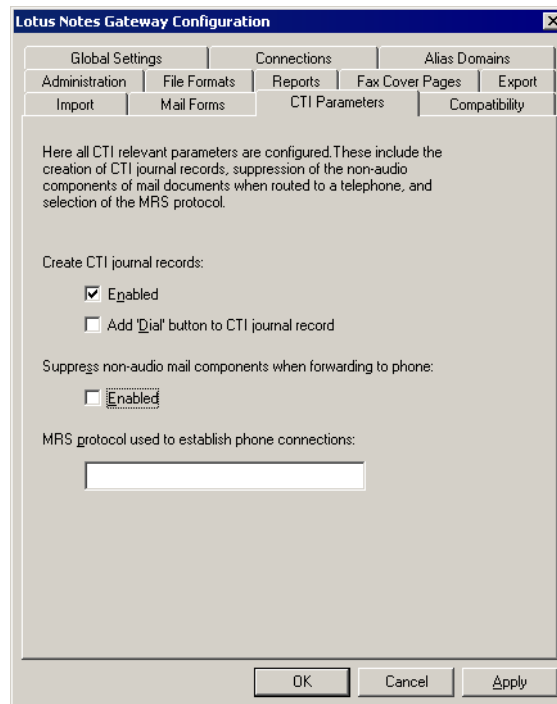 Lotus Notes Gateway Configuration
Global Settings Connections Alias Domains
Administration File Formats Reports Fax Cover Pages Export
Import Mail Forms CTI Parameters Compatibility
Here all CTI relevant parameters are configured.These include the
creation of CTI journal records, suppression of the non-audio
components of mail documents when routed to a telephone, and
selection of the MRS protocol.
Create CTI journal records:
Enabled
Add 'Dial' button to CTI journal record
Suppress non-audio mail components when forwarding to phone:
Enabled
MRS protocol used to establish phone connections:
OK Cancel Apply